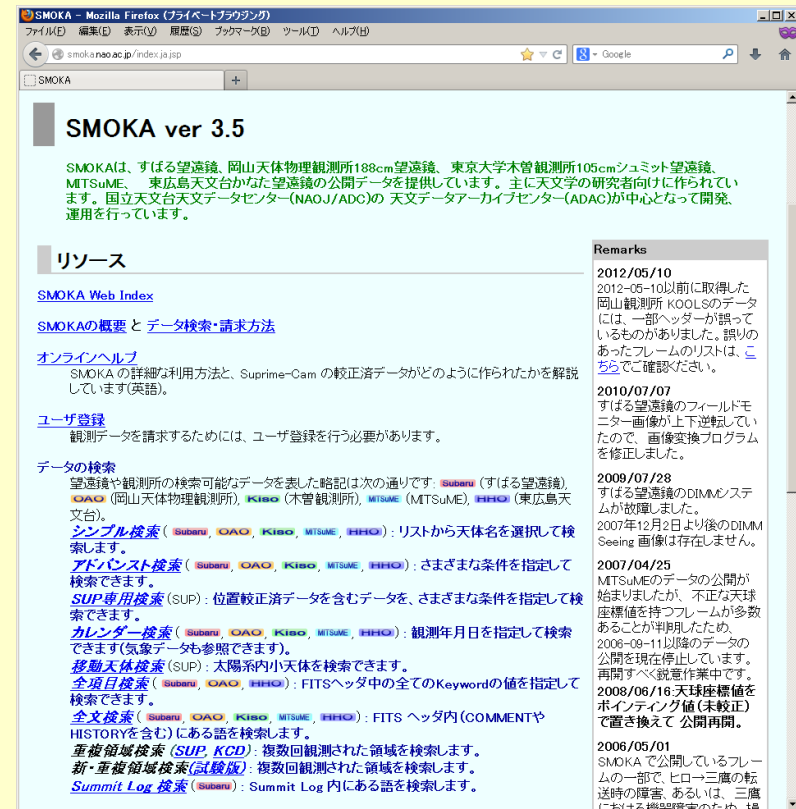 SMOKA - Mozilla Firefox (プライベートブラウジング)
ファイル(F) 編集(E) 表示(V) 履歴(S) ブックマーク(B) ツール(T) ヘルプ(H)
smoka.nao.ac.jp/index.ja.jsp
Google
SMOKA
SMOKA ver 3.5
SMOKAは、すばる望遠鏡、岡山天体物理観測所188cm望遠鏡、 東京大学木曽観測所105cmシュミット望遠鏡、
MITSuME、 東広島天文台かなた望遠鏡の公開データを提供しています。主に天文学の研究者向けに作られてい
ます。国立天文台天文データセンター(NAOJ/ADC)の 天文データアーカイブセンター(ADAC)が中心となって開発、
運用を行っています。
リソース
SMOKA Web Index
SMOKAの概要 と データ検索・請求方法
オンラインヘルプ
SMOKA の詳細な利用方法と、Suprime-Cam の較正済データがどのように作られたかを解説
しています(英語)。
ユーザ登録
観測データを請求するためには、ユーザ登録を行う必要があります。
データの検索
望遠鏡や観測所の検索可能なデータを表した略記は次の通りです: Subaru (すばる望遠鏡),
OAO (岡山天体物理観測所), Kiso (木曽観測所), MITSuME (MITSuME), HHO (東広島天
文台)。
シンプル検索 ( Subaru, OAO, Kiso, MITSuME, HHO ) : リストから天体名を選択して検
索します。
アドバンスト検索 ( Subaru, OAO, Kiso, MITSuME, HHO ) : さまざまな条件を指定して
検索できます。
SUP専用検索 (SUP) : 位置較正済データを含むデータを、さまざまな条件を指定して検
索できます。
カレンダー検索 ( Subaru, OAO, Kiso, MITSuME, HHO ) : 観測年月日を指定して検索
できます(気象データも参照できます)。
移動天体検索 (SUP) : 太陽系内小天体を検索できます。
全項目検索 ( Subaru, OAO, HHO ) : FITSヘッダ中の全てのKeywordの値を指定して
検索できます。
全文検索 ( Subaru, OAO, Kiso, MITSuME, HHO ) : FITS ヘッダ内(COMMENTや
HISTORYを含む)にある語を検索します。
重複領域検索 (SUP, KCD) : 複数回観測された領域を検索します。
新・重複領域検索(試験版) : 複数回観測された領域を検索します。
Summit Log 検索 ( Subaru ) : Summit Log 内にある語を検索します。
Remarks
2012/05/10
2012-05-10以前に取得した
岡山観測所 KOOLSのデータ
には、一部ヘッダーが誤って
いるものがありました。誤りの
あったフレームのリストは、こ
ちらでご確認ください。
2010/07/07
すばる望遠鏡のフィールドモ
ニター画像が上下逆転してい
たので、画像変換プログラム
を修正しました。
2009/07/28
すばる望遠鏡のDIMMシステ
ムが故障しました。
2007年12月2日より後のDIMM
Seeing 画像は存在しません。
2007/04/25
MITSuMEのデータの公開が
始まりましたが、不正な天球
座標値を持つフレームが多数
あることが判明したため、
2006-09-11以降のデータの
公開を現在停止しています。
再開すべく鋭意作業中です。
2008/06/16:天球座標値を
ポインティング値(未較正)
で置き換えて 公開再開。
2006/05/01
SMOKA で公開しているフレー
ムの一部で、ヒロ→三鷹の転
送時の障害、あるいは、三鷹
における機器障害のため、損